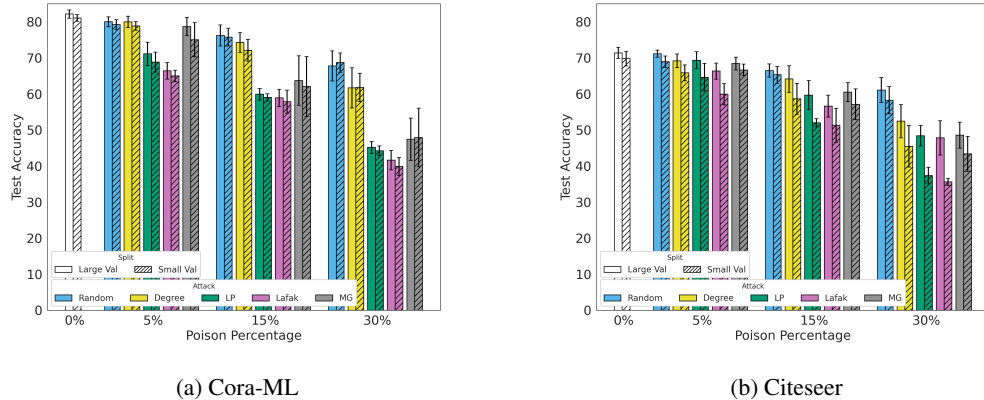 80
70
60
50
40
30
20
10
0
Test Accuracy
Split
Large Val Small Val
Attack
Random Degree LP Lafak MG
0% 5% 15% 30%
Poison Percentage
(a) Cora-ML
80
70
60
50
40
30
20
10
0
Test Accuracy
Split
Large Val Small Val
Attack
Random Degree LP Lafak MG
0% 5% 15% 30%
Poison Percentage
(b) Citeseer